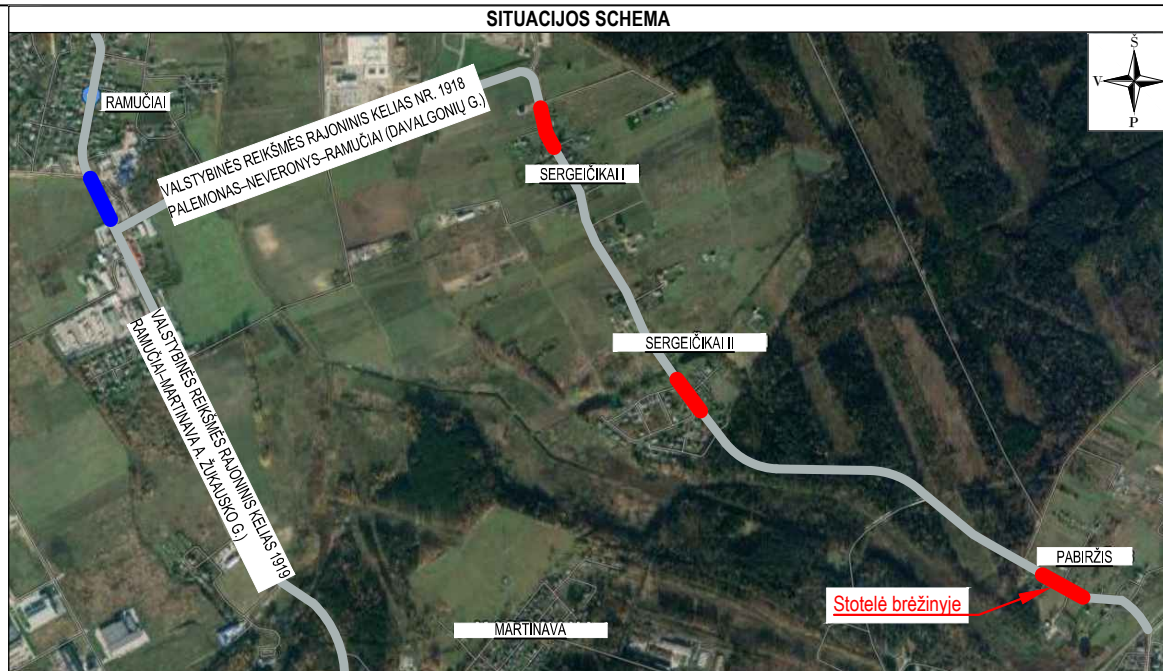 SITUACIJOS SCHEMA
Š
V
P
RAMUČIAI
VALSTYBINĖS REIKŠMĖS RAJONINIS KELIAS NR. 1918
PALEMONAS–NEVERONYS–RAMUČIAI (DAVALGONIŲ G.)
SERGEIČIKAI I
VALSTYBINĖS REIKŠMĖS RAJONINIS KELIAS 1919
RAMUČIAI–MARTINAVA A. ŽUKAUSKO G.)
SERGEIČIKAI II
PABIRŽIS
Stotelė brėžinyje
MARTINAVA